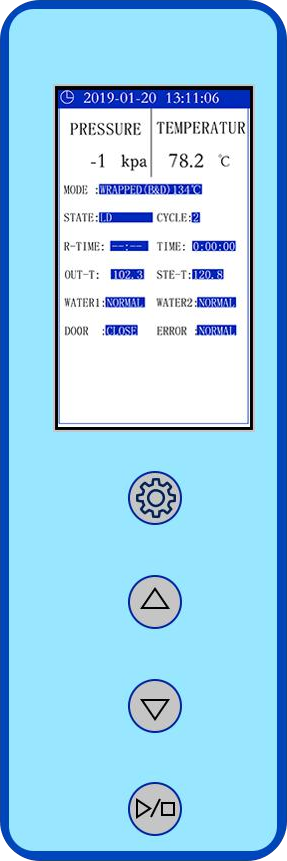 2019-01-20 13:11:06
PRESSURE TEMPERATUR
-1 kpa 78.2 ℃
MODE :WRAPPED(B&D)134℃
STATE:LD CYCLE:2
R-TIME: --:-- TIME: 0:00:00
OUT-T: 102.3 STE-T:120.8
WATER1:NORMAL WATER2:NORMAL
DOOR :CLOSE ERROR :NORMAL